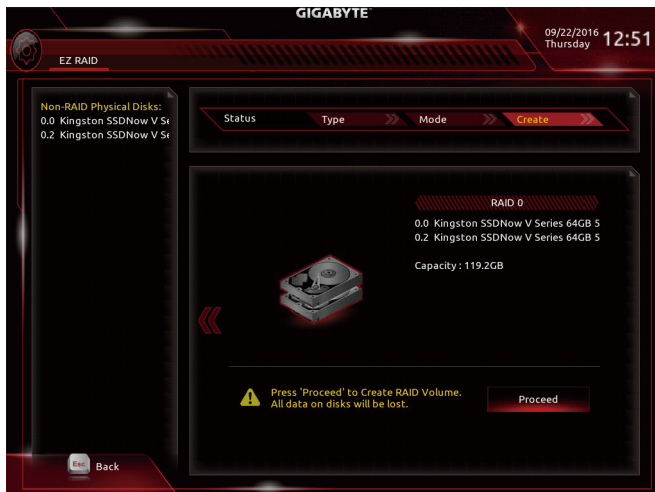 GIGABYTE
09/22/2016
Thursday
12:51
EZ RAID
Non-RAID Physical Disks:
0.0 Kingston SSDNow V Se
0.2 Kingston SSDNow V Se
Status Type Mode Create
RAID 0
0.0 Kingston SSDNow V Series 64GB 5
0.2 Kingston SSDNow V Series 64GB 5
Capacity : 119.2GB
Press 'Proceed' to Create RAID Volume.
All data on disks will be lost.
Proceed
Esc Back